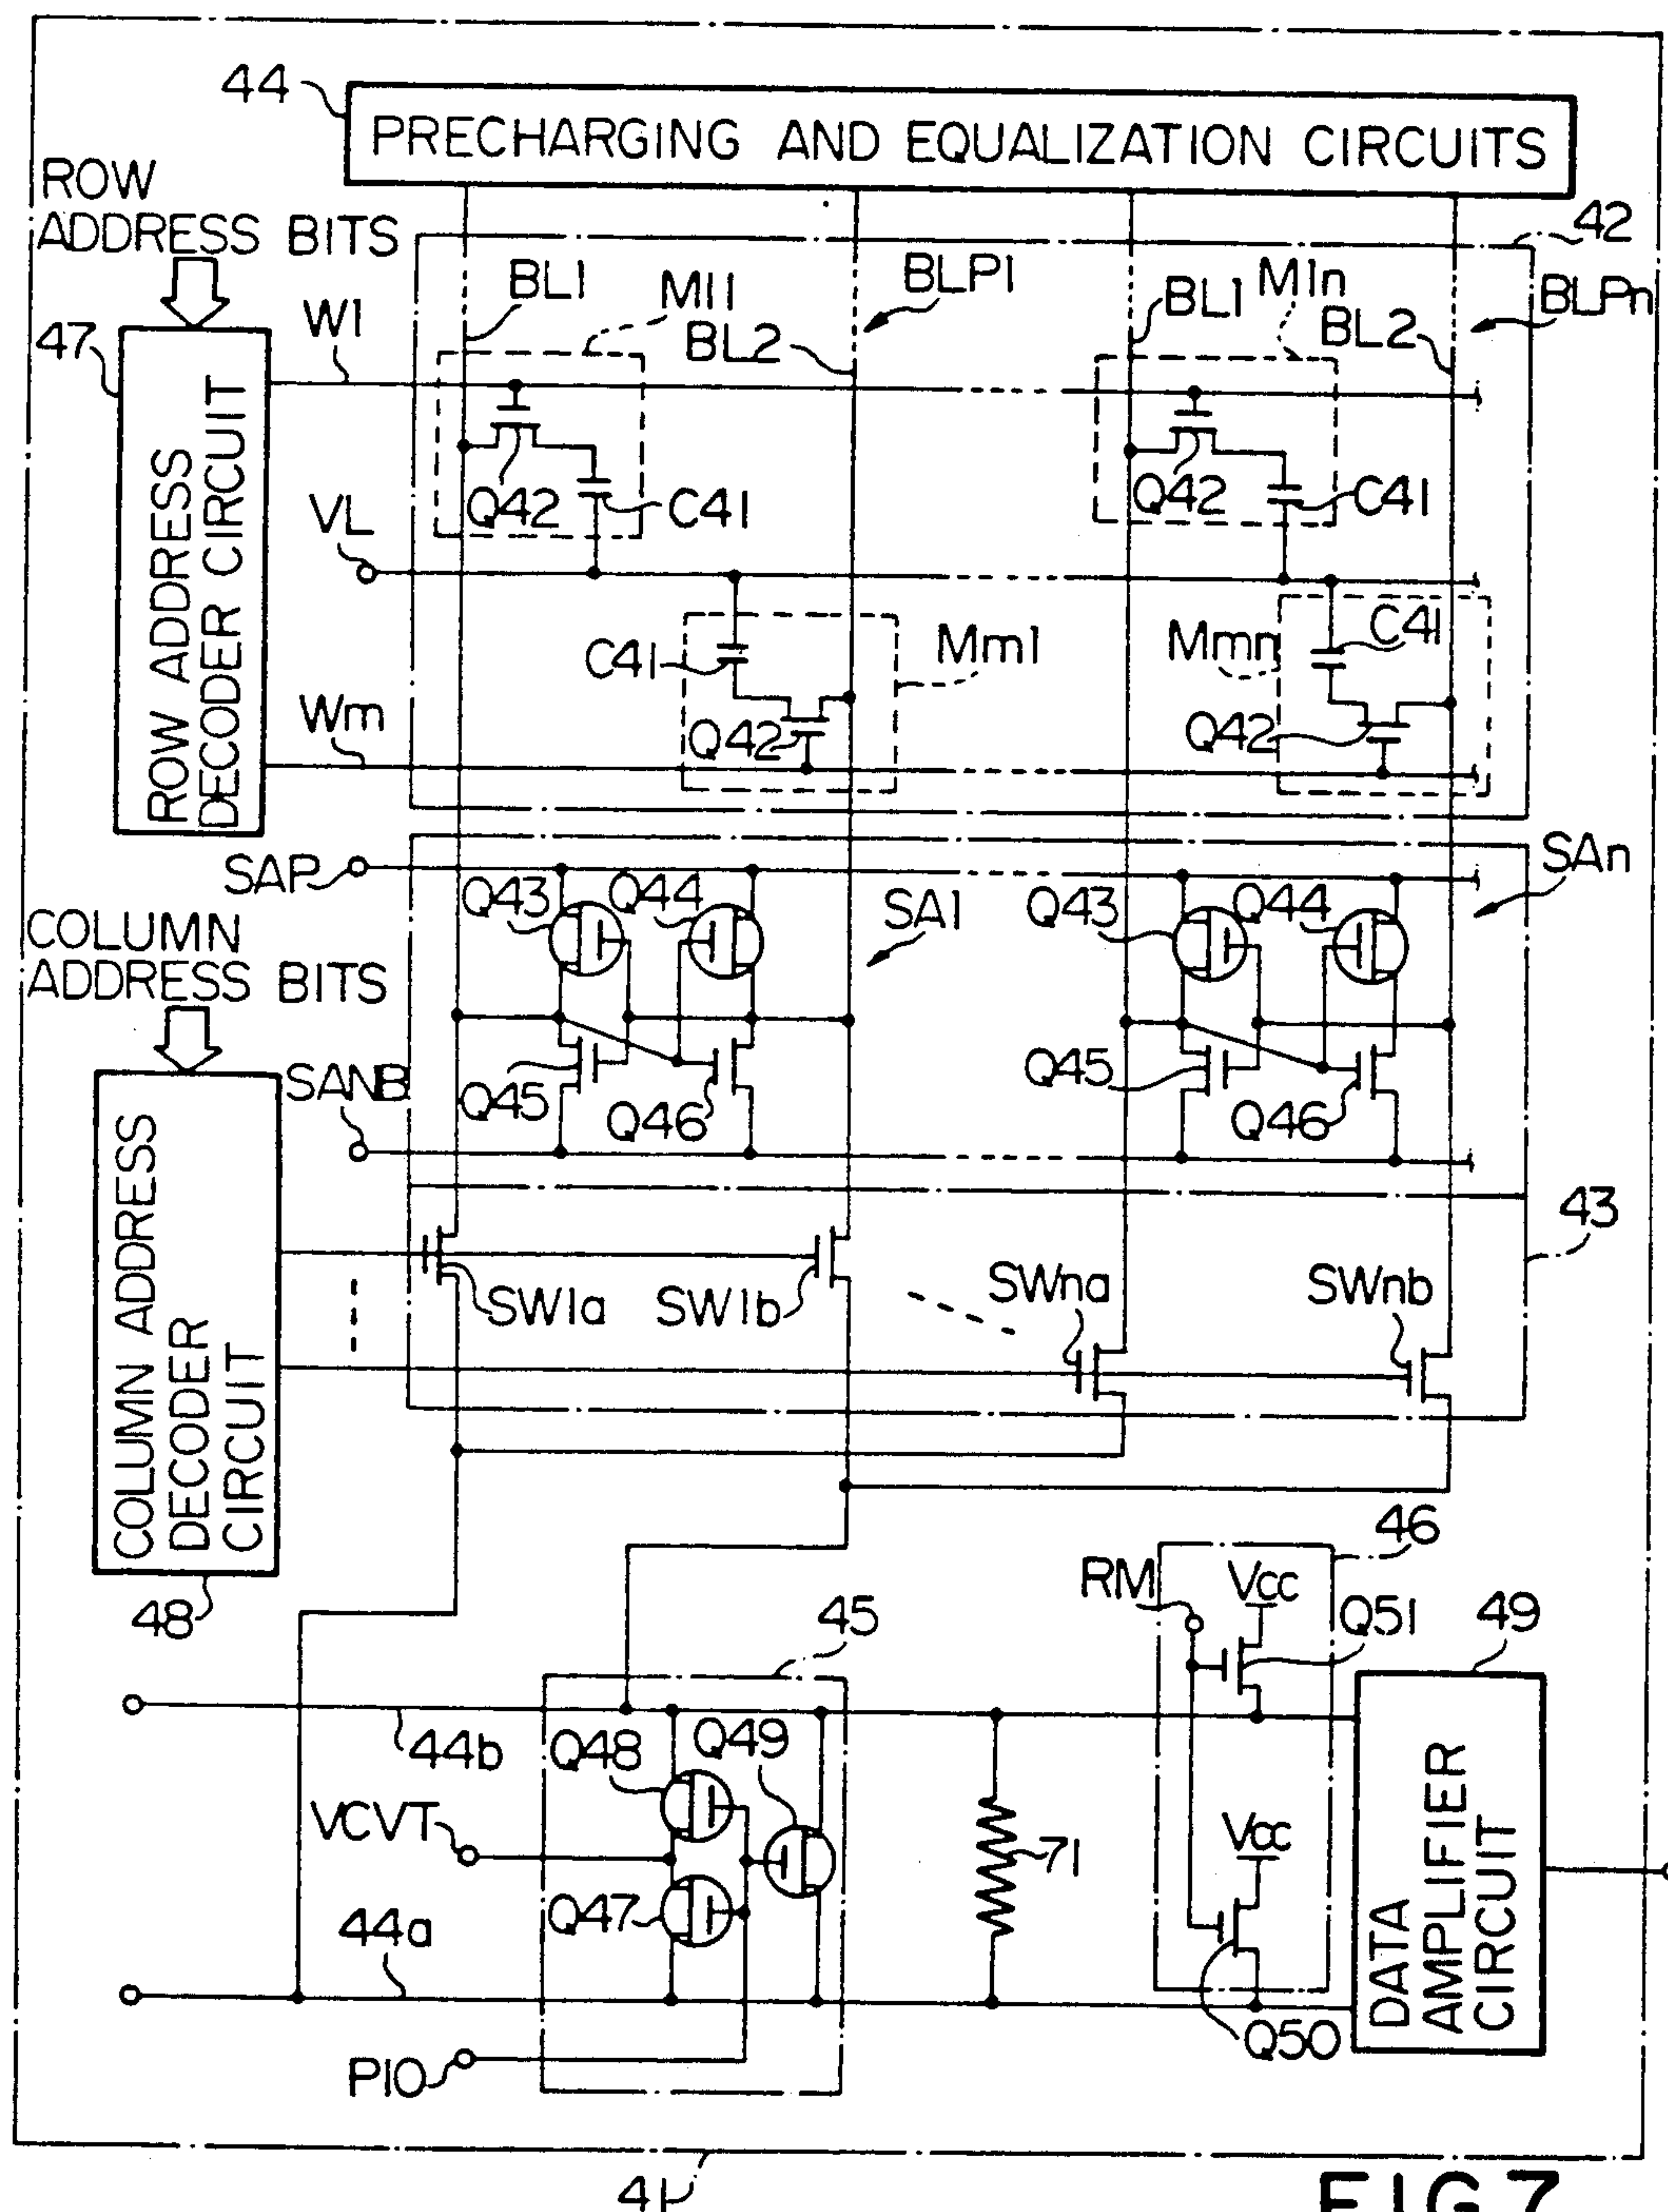 44
PRECHARGING AND EQUALIZATION CIRCUITS
ROW
ADDRESS BITS
42
BL1
M11
BLP1
BL1
M1n
BLPn
W1
BL2
BL2
47
ROW ADDRESS
DECODER CIRCUIT
Q42
C41
Q42
C41
VL
C41
Mm1
Mmn
C41
Wm
Q42
Q42
SAP
Q43
Q44
SA1
Q43
Q44
SAn
COLUMN
ADDRESS BITS
SANB
Q45
Q46
Q45
Q46
COLUMN ADDRESS
DECODER
CIRCUIT
43
SW1a
SW1b
SWna
SWnb
48
46
RM
Vcc
Q51
49
45
44b
Q48
Q49
VCVT
71
Vcc
Q47
44a
DATA
AMPLIFIER
CIRCUIT
Q50
PIO
41
FIG.7